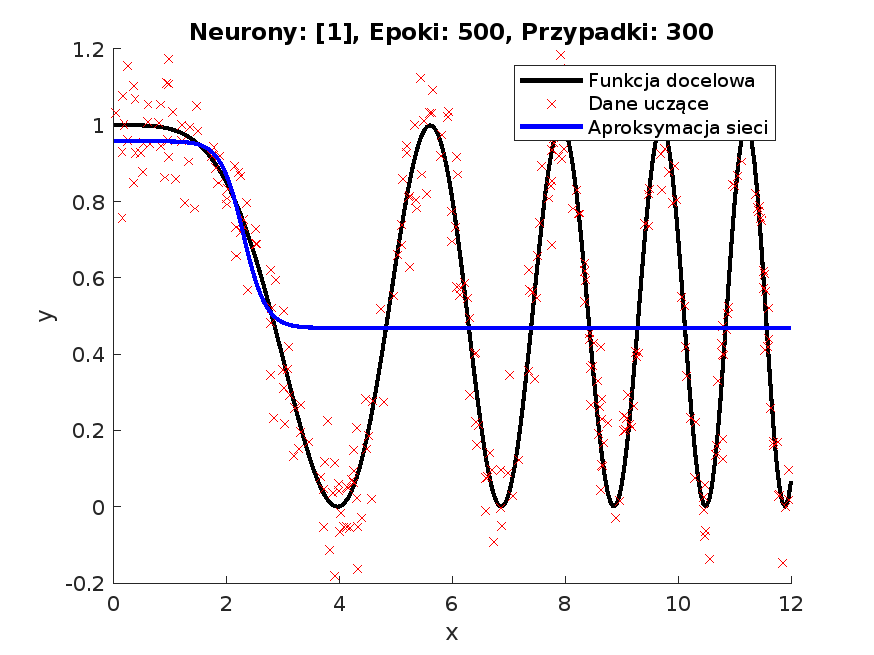 Neurony: [1], Epoki: 500, Przypadki: 300
1.2
1
0.8
0.6
0.4
0.2
0
-0.2
y
Funkcja docelowa
Dane uczące
Aproksymacja sieci
0 2 4 6 8 10 12
x